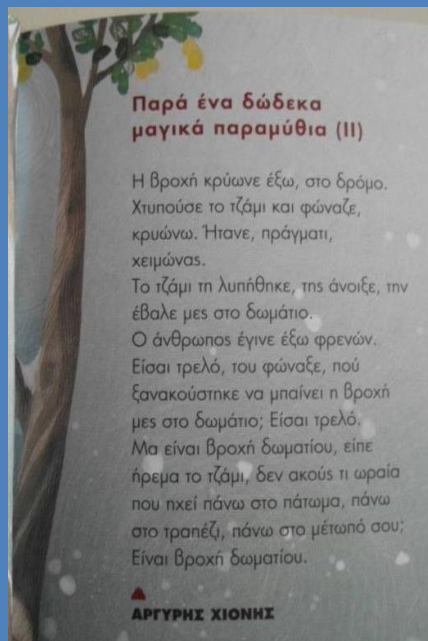 Παρά ένα δώδεκα
μαγικά παραμύθια (II)
Η βροχή κρύωνε έξω, στο δρόμο.
Χτυπούσε το τζάμι και φώναζε,
κρυώνω. Ήτανε, πράγματι,
χειμώνας.
Το τζάμι τη λυπήθηκε, της άνοιξε, την
έβαλε μες στο δωμάτιο.
Ο άνθρωπος έγινε έξω φρενών.
Είσαι τρελό, του φώναξε, πού
ξανακούστηκε να μπαίνει η βροχή
μες στο δωμάτιο; Είσαι τρελό.
Μα είναι βροχή δωματίου, είπε
ήρεμα το τζάμι, δεν ακούς τι ωραία
που ηχεί πάνω στο πάτωμα, πάνω
στο τραπέζι, πάνω στο μέτωπό σου;
Είναι βροχή δωματίου.
ΑΡΓΥΡΗΣ ΧΙΟΝΗΣ